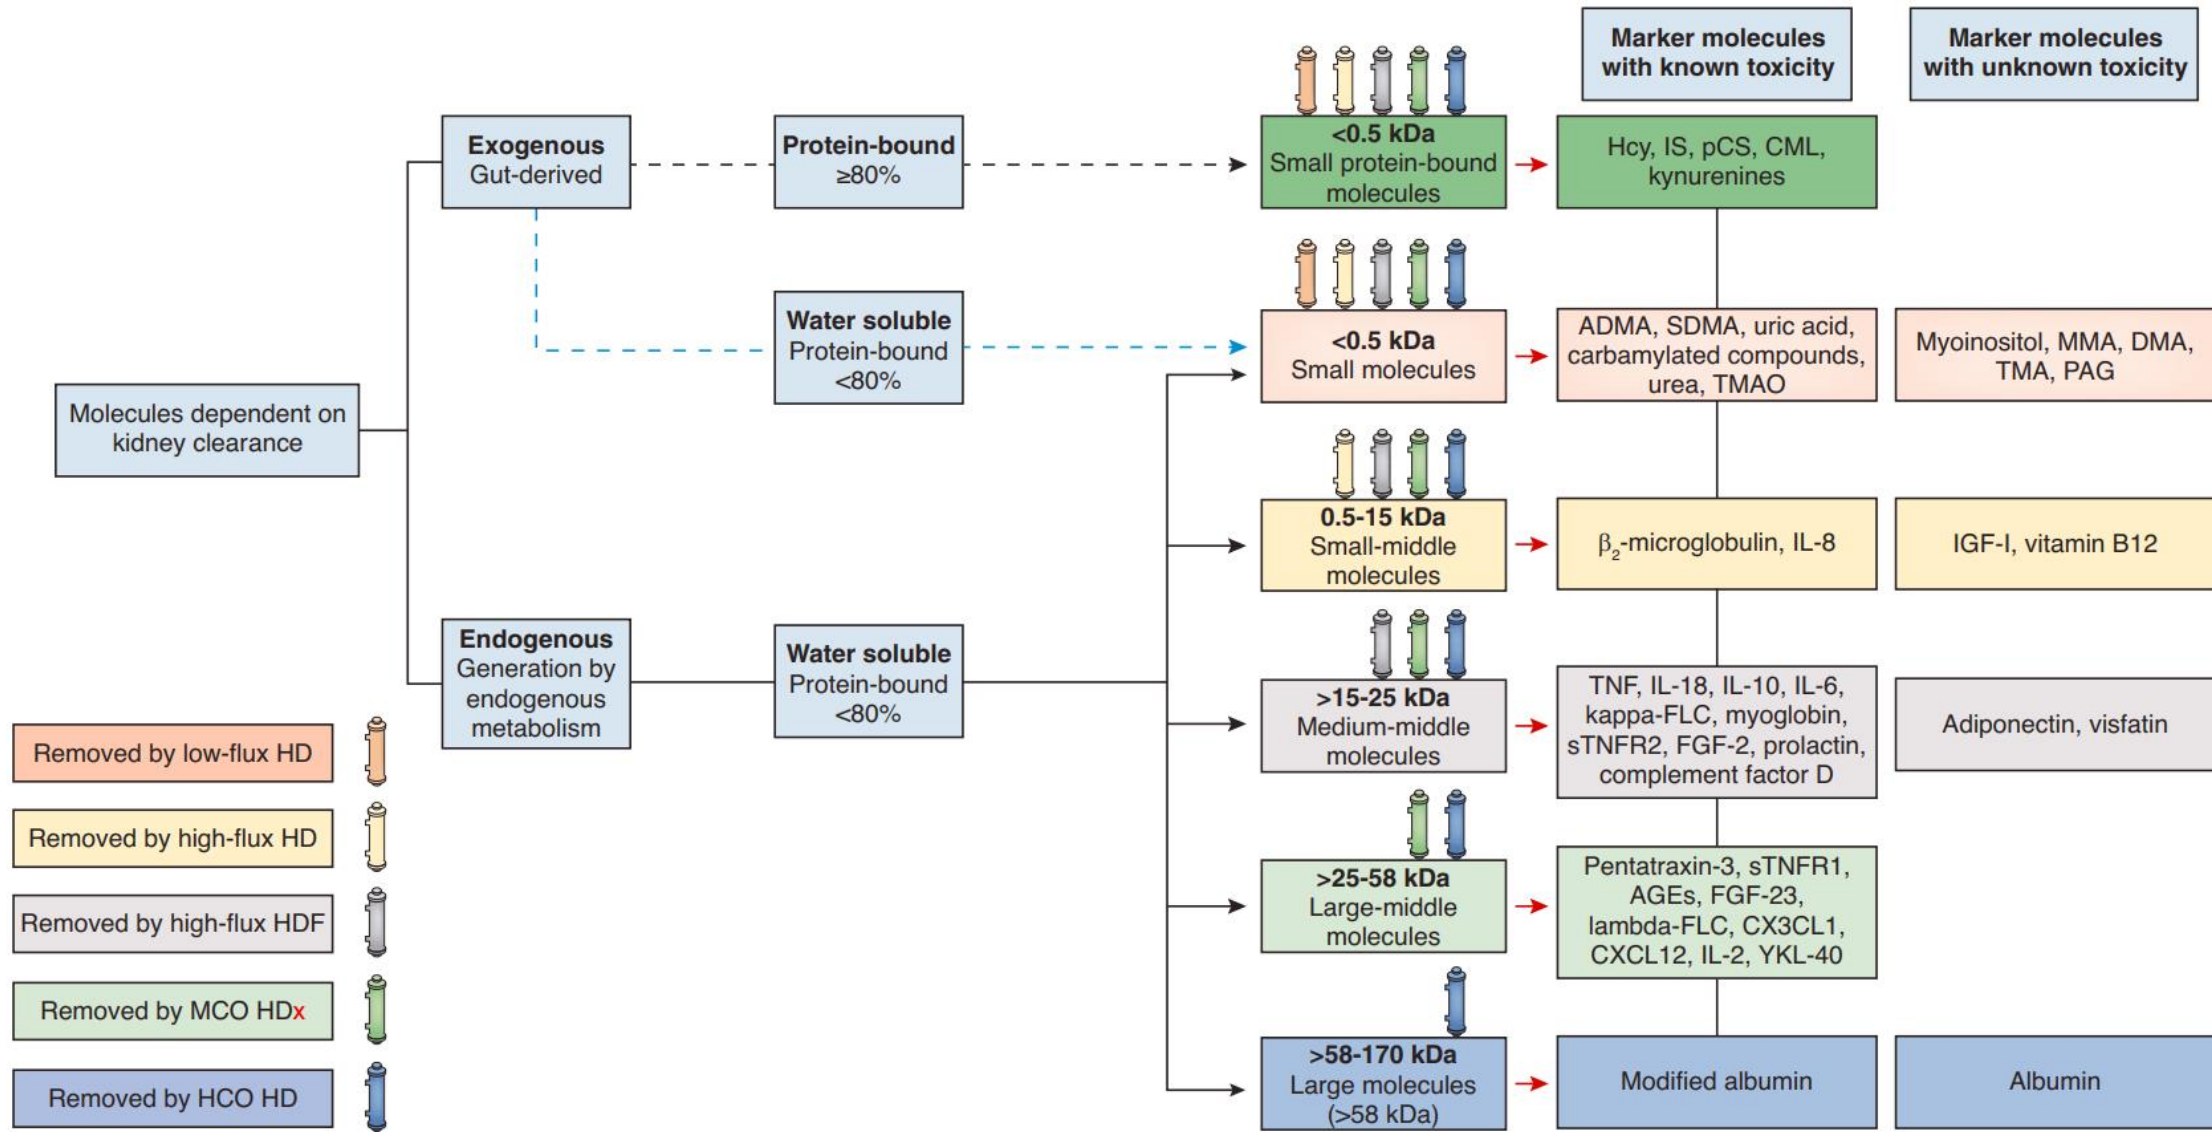 Marker molecules
with known toxicity
Marker molecules
with unknown toxicity
Exogenous
Gut-derived
Protein-bound
≥80%
<0.5 kDa
Small protein-bound
molecules
Hcy, IS, pCS, CML,
kynurenines
Water soluble
Protein-bound
<80%
<0.5 kDa
Small molecules
ADMA, SDMA, uric acid,
carbamylated compounds,
urea, TMAO
Myoinositol, MMA, DMA,
TMA, PAG
Molecules dependent on
kidney clearance
0.5-15 kDa
Small-middle
molecules
β2-microglobulin, IL-8
IGF-I, vitamin B12
Endogenous
Generation by
endogenous
metabolism
Water soluble
Protein-bound
<80%
>15-25 kDa
Medium-middle
molecules
TNF, IL-18, IL-10, IL-6,
kappa-FLC, myoglobin,
sTNFR2, FGF-2, prolactin,
complement factor D
Adiponectin, visfatin
>25-58 kDa
Large-middle
molecules
Pentatraxin-3, sTNFR1,
AGEs, FGF-23,
lambda-FLC, CX3CL1,
CXCL12, IL-2, YKL-40
>58-170 kDa
Large molecules
(>58 kDa)
Modified albumin
Albumin
Removed by low-flux HD
Removed by high-flux HD
Removed by high-flux HDF
Removed by MCO HDx
Removed by HCO HD